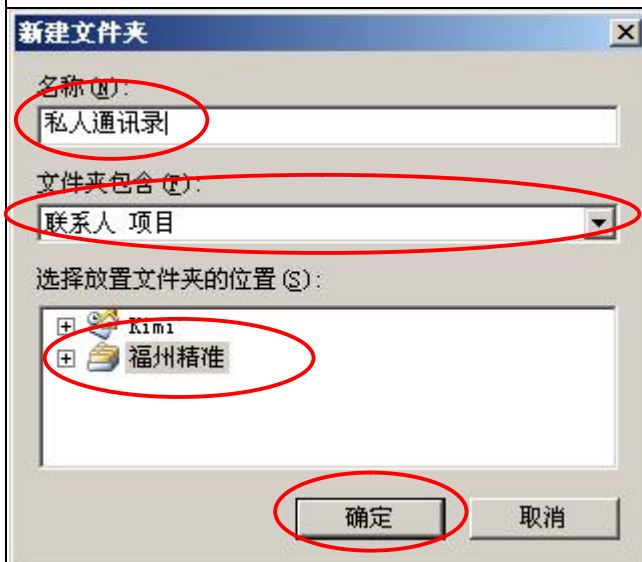 新建文件夹
名称(N):
私人通讯录
文件夹包含(F):
联系人 项目
选择放置文件夹的位置(S):
Kimi
福州精准
确定 取消